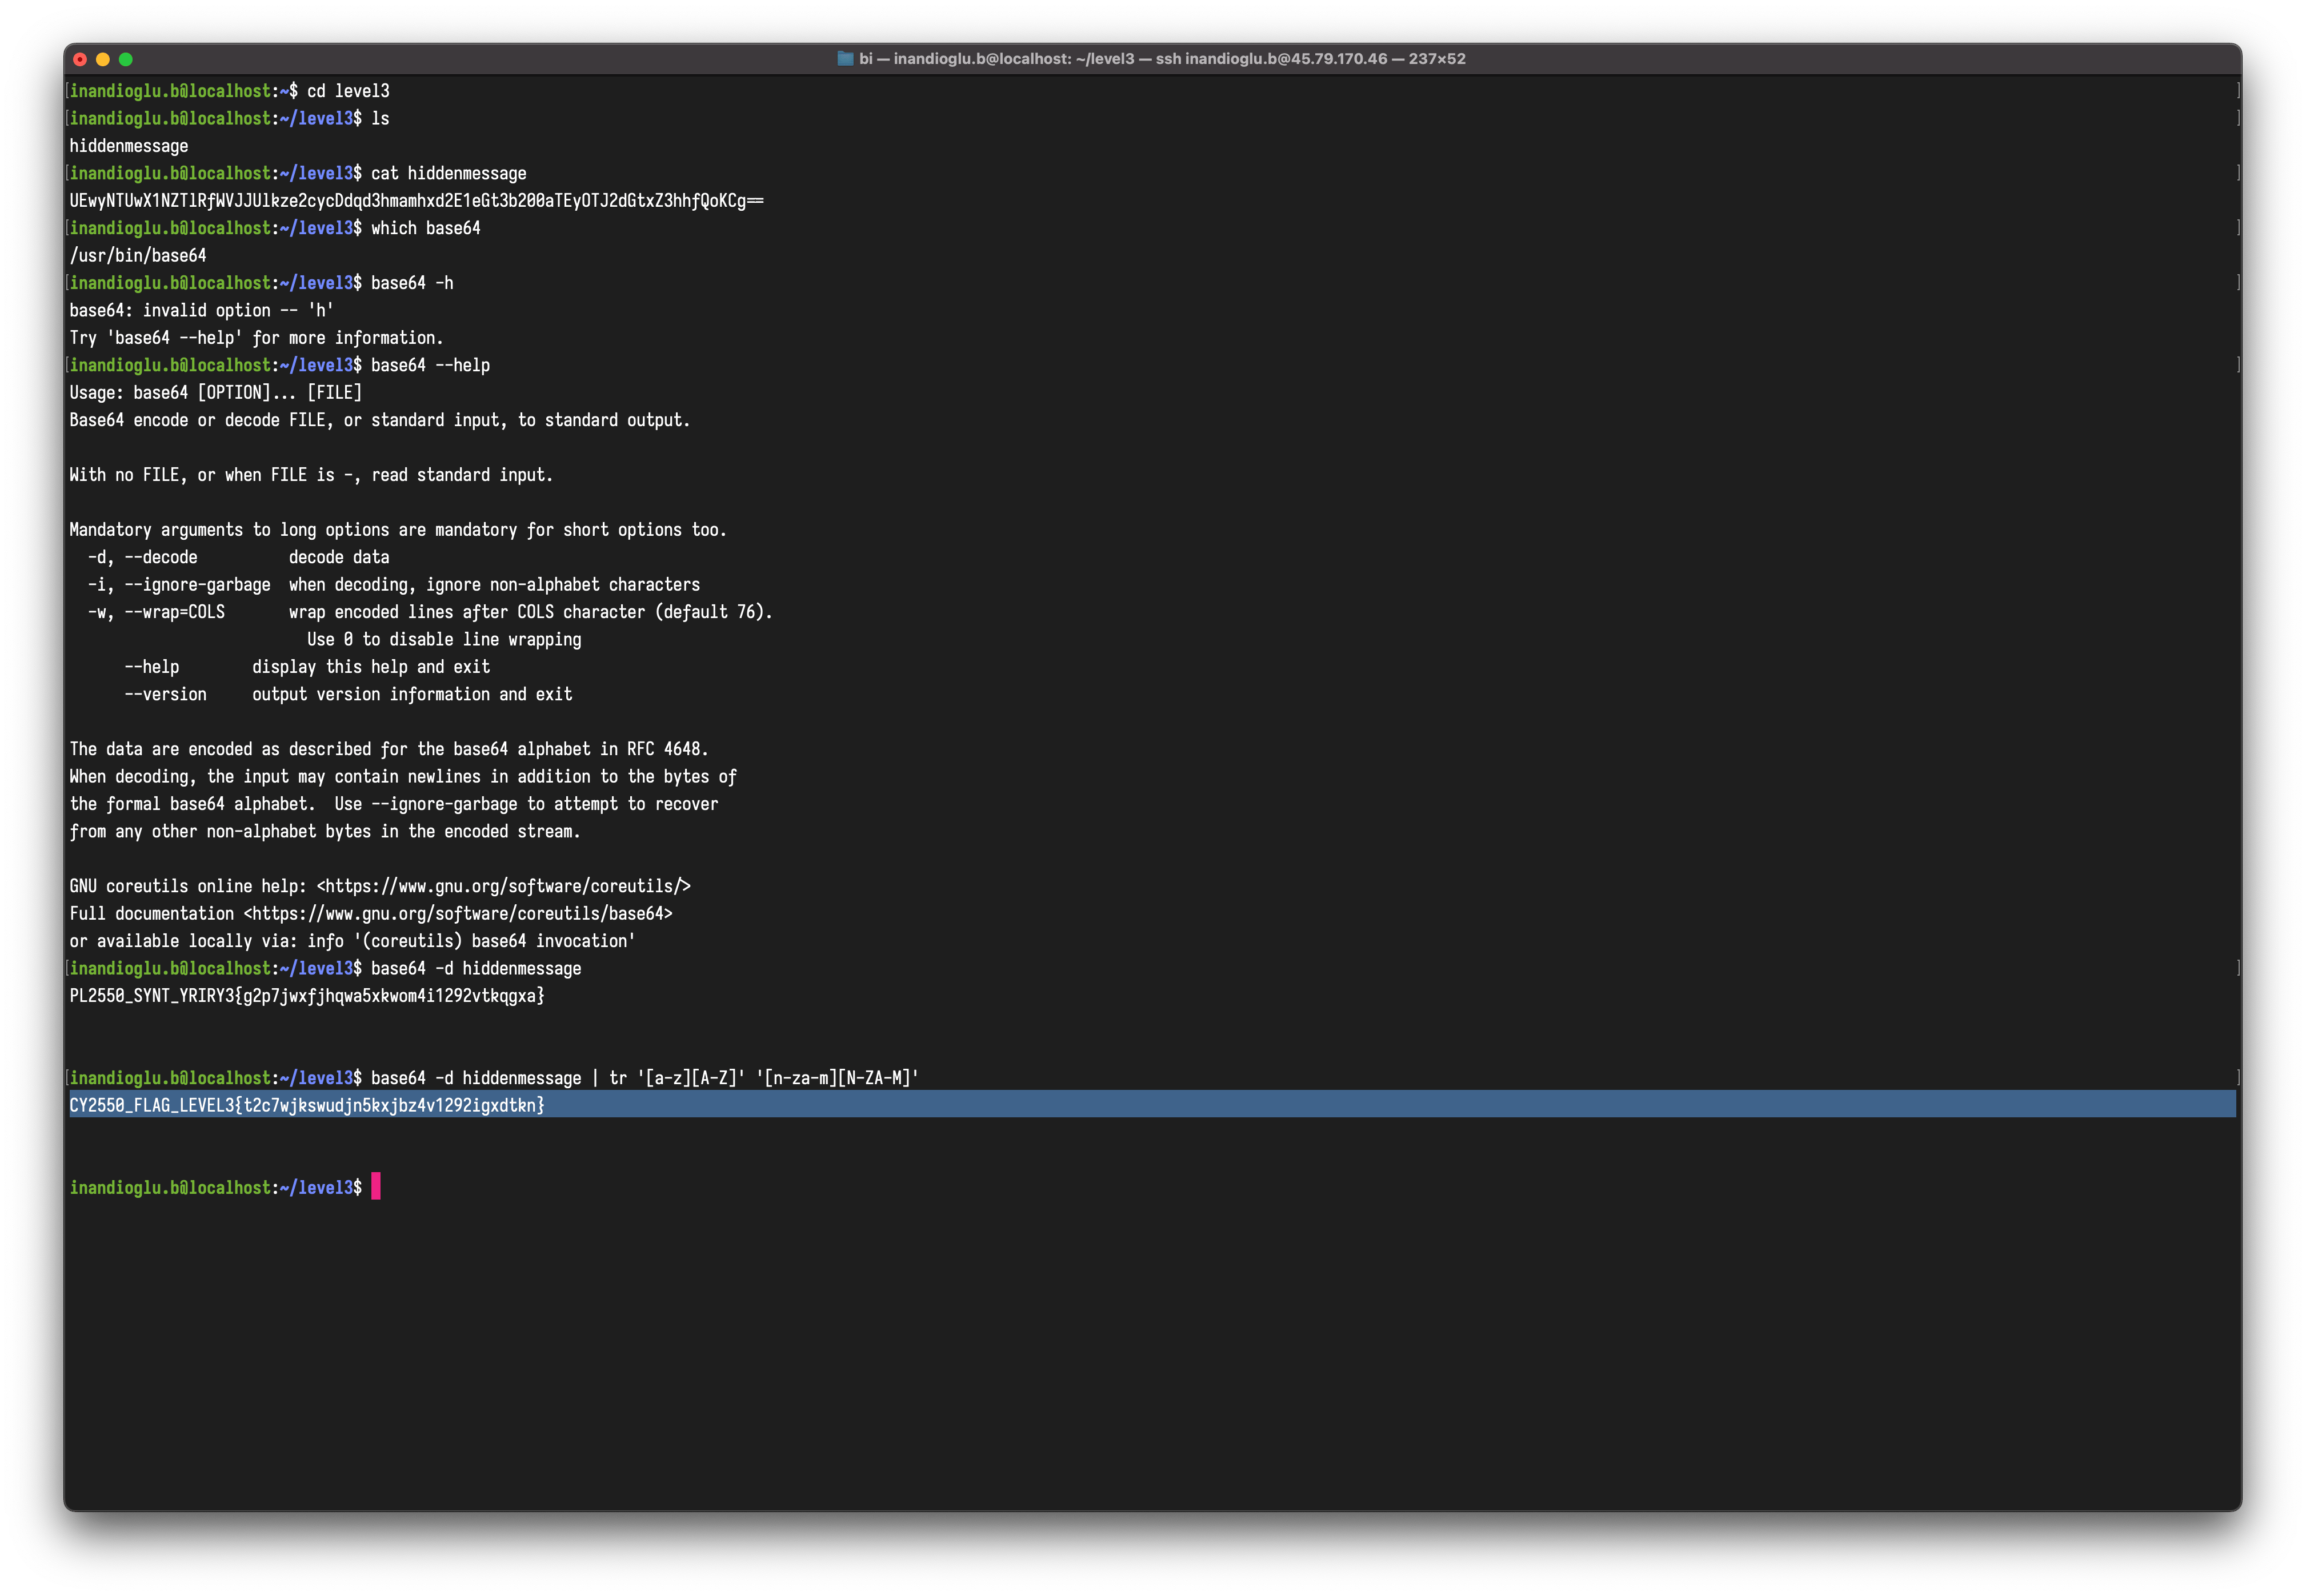 bi — inandioglu.b@localhost: ~/level3 — ssh inandioglu.b@45.79.170.46 — 237×52
[inandioglu.b@localhost:~$ cd level3 ]
[inandioglu.b@localhost:~/level3$ ls ]
hiddenmessage
[inandioglu.b@localhost:~/level3$ cat hiddenmessage ]
UEwyNTUwX1NZTlRfWVJJUlkze2cycDdqd3hmamhxd2E1eGt3b200aTEyOTJ2dGtxZ3hhfQoKCg==
[inandioglu.b@localhost:~/level3$ which base64 ]
/usr/bin/base64
[inandioglu.b@localhost:~/level3$ base64 -h ]
base64: invalid option -- 'h'
Try 'base64 --help' for more information.
[inandioglu.b@localhost:~/level3$ base64 --help ]
Usage: base64 [OPTION]... [FILE]
Base64 encode or decode FILE, or standard input, to standard output.
With no FILE, or when FILE is -, read standard input.
Mandatory arguments to long options are mandatory for short options too.
  -d, --decode          decode data
  -i, --ignore-garbage  when decoding, ignore non-alphabet characters
  -w, --wrap=COLS       wrap encoded lines after COLS character (default 76).
                          Use 0 to disable line wrapping
      --help        display this help and exit
      --version     output version information and exit
The data are encoded as described for the base64 alphabet in RFC 4648.
When decoding, the input may contain newlines in addition to the bytes of
the formal base64 alphabet.  Use --ignore-garbage to attempt to recover
from any other non-alphabet bytes in the encoded stream.
GNU coreutils online help: <https://www.gnu.org/software/coreutils/>
Full documentation <https://www.gnu.org/software/coreutils/base64>
or available locally via: info '(coreutils) base64 invocation'
[inandioglu.b@localhost:~/level3$ base64 -d hiddenmessage ]
PL2550_SYNT_YRIRY3{g2p7jwxfjhqwa5xkwom4i1292vtkqgxa}
[inandioglu.b@localhost:~/level3$ base64 -d hiddenmessage | tr '[a-z][A-Z]' '[n-za-m][N-ZA-M]' ]
CY2550_FLAG_LEVEL3{t2c7wjkswudjn5kxjbz4v1292igxdtkn}
inandioglu.b@localhost:~/level3$